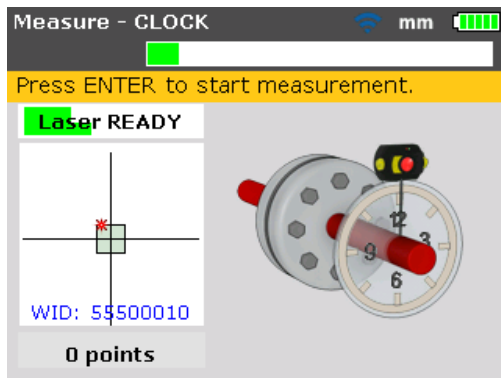 Measure - CLOCK mm
Press ENTER to start measurement.
Laser READY
WID: 55500010
0 points
12
3
9
6